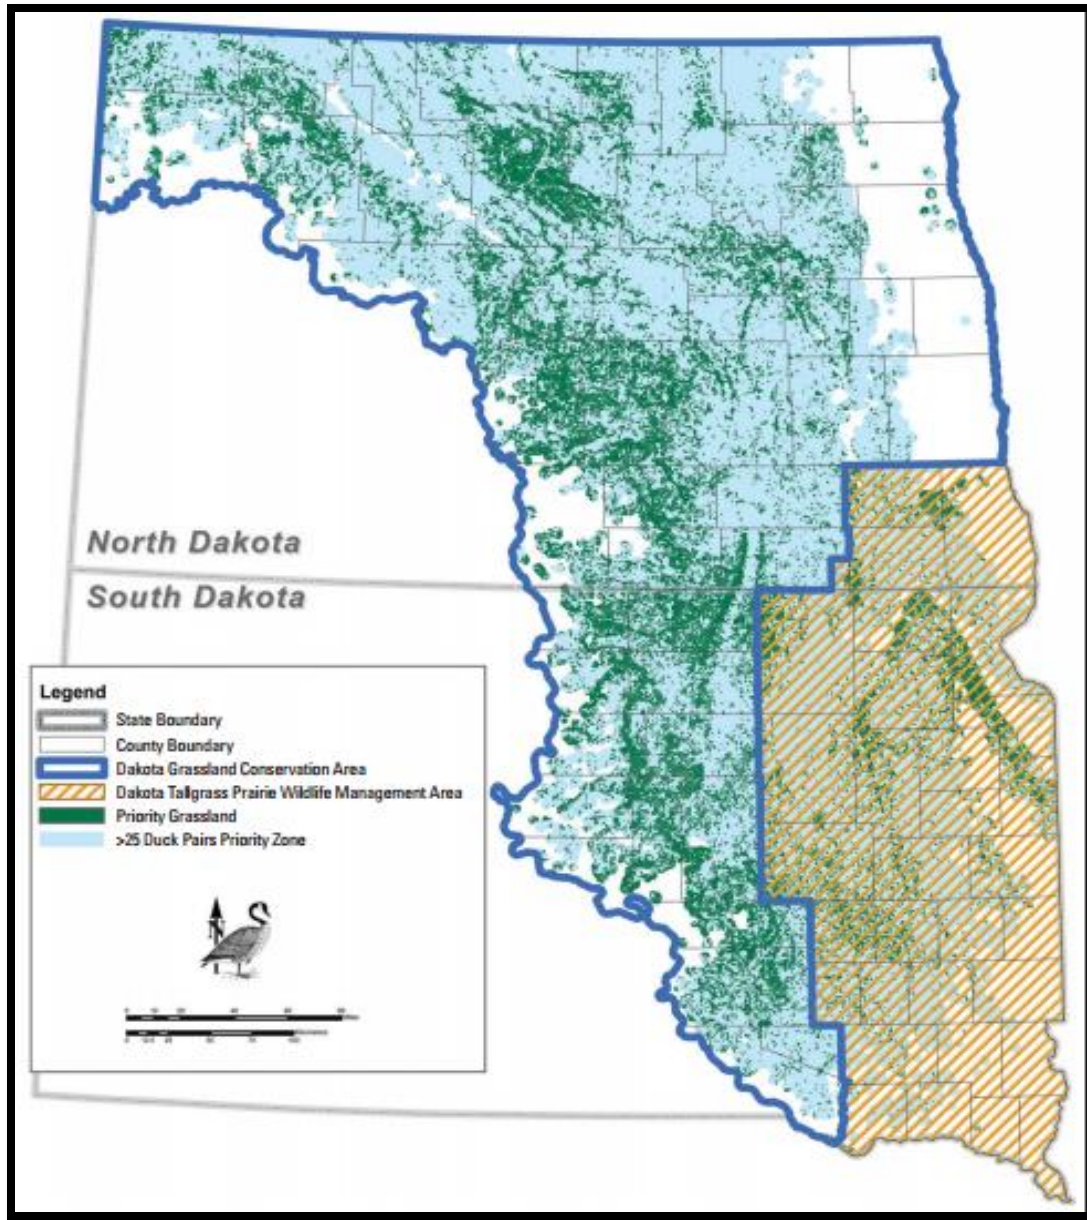 North Dakota
South Dakota
Legend
State Boundary
County Boundary
Dakota Grassland Conservation Area
Dakota Tallgrass Prairie Wildlife Management Area
Priority Grassland
>25 Duck Pairs Priority Zone
N